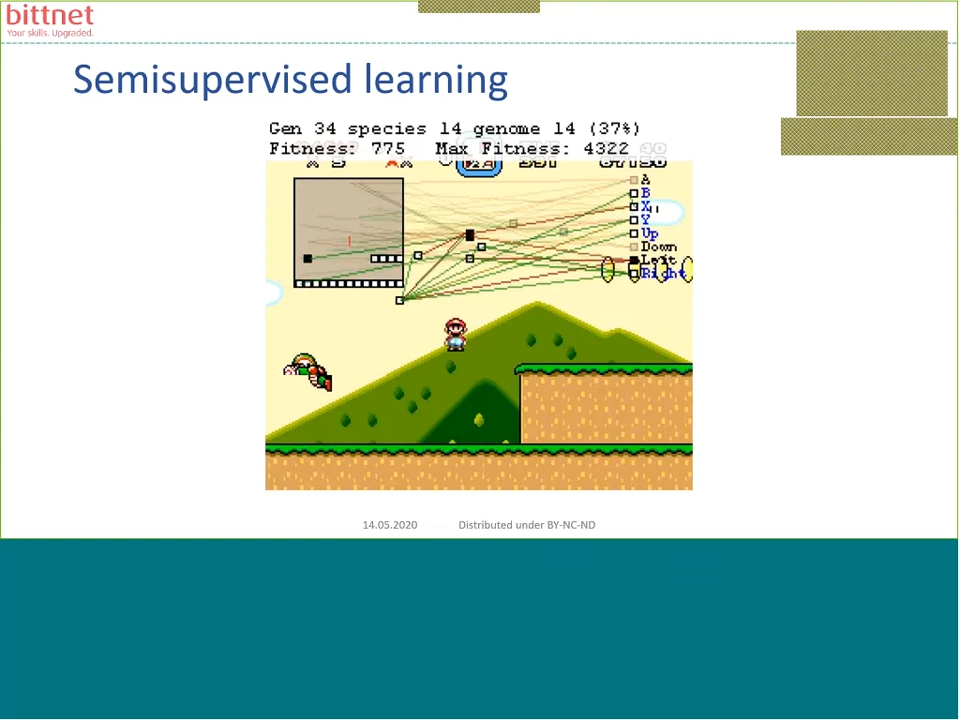 bittnet
Your skills. Upgraded.
Semisupervised learning
Gen 34 species 14 genome 14 (37%)
Fitness: 775 Max Fitness: 4322
A
B
X
Y
Up
Down
Left
Right
14.05.2020 Distributed under BY-NC-ND